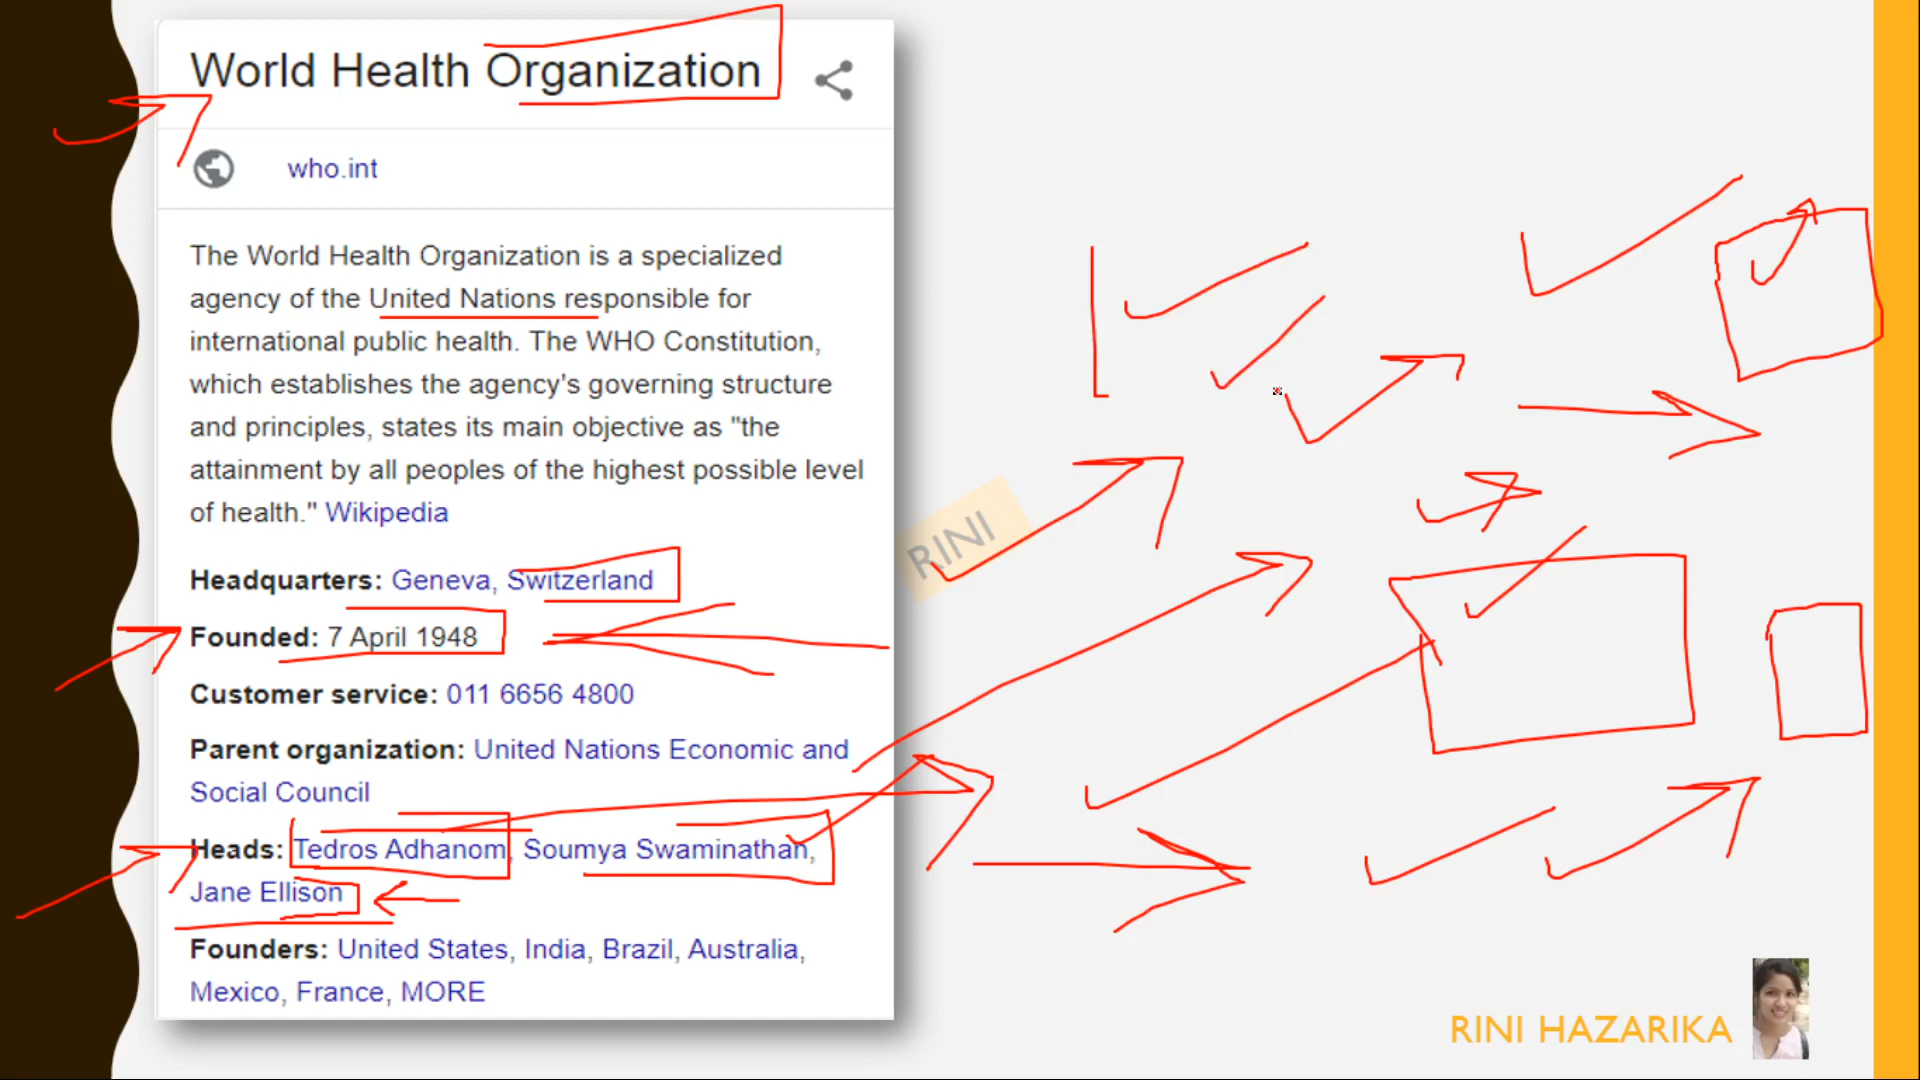 World Health Organization
who.int
The World Health Organization is a specialized
agency of the United Nations responsible for
international public health. The WHO Constitution,
which establishes the agency's governing structure
and principles, states its main objective as "the
attainment by all peoples of the highest possible level
of health." Wikipedia
Headquarters: Geneva, Switzerland
Founded: 7 April 1948
Customer service: 011 6656 4800
Parent organization: United Nations Economic and
Social Council
Heads: Tedros Adhanom, Soumya Swaminathan,
Jane Ellison
Founders: United States, India, Brazil, Australia,
Mexico, France, MORE
RINI
RINI HAZARIKA